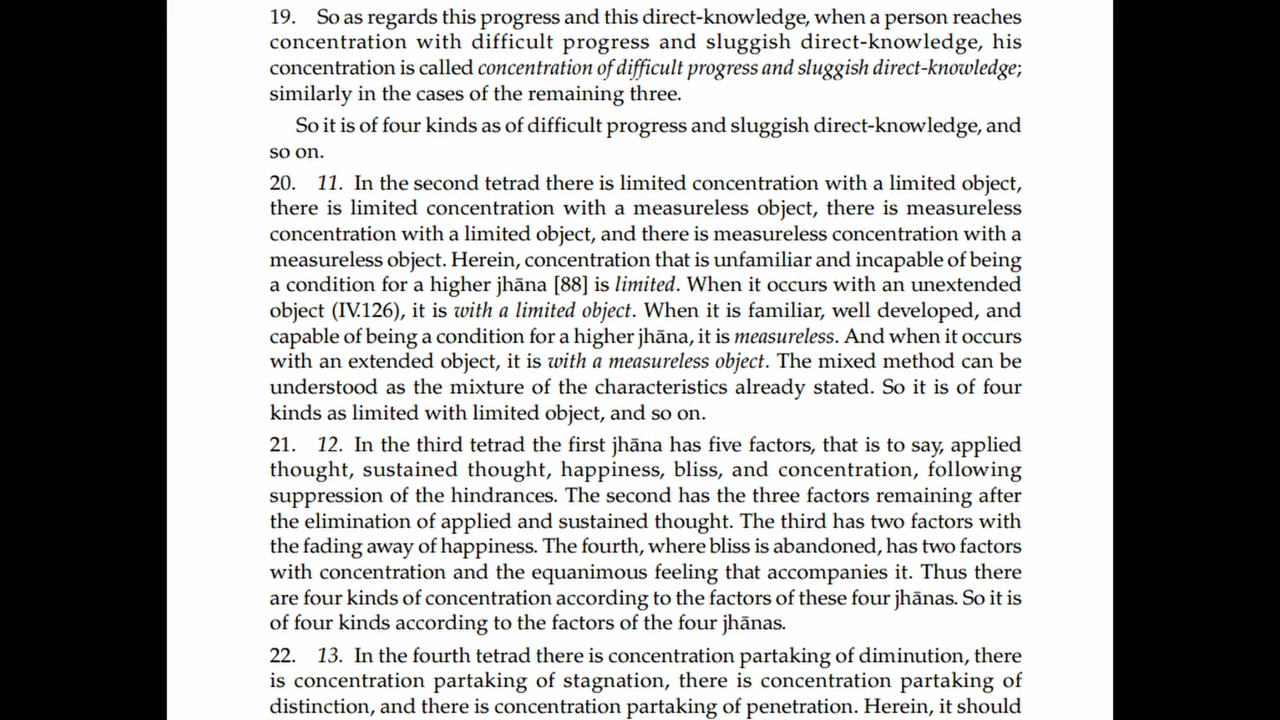 19. So as regards this progress and this direct-knowledge, when a person reaches
concentration with difficult progress and sluggish direct-knowledge, his
concentration is called concentration of difficult progress and sluggish direct-knowledge;
similarly in the cases of the remaining three.
So it is of four kinds as of difficult progress and sluggish direct-knowledge, and
so on.
20. 11. In the second tetrad there is limited concentration with a limited object,
there is limited concentration with a measureless object, there is measureless
concentration with a limited object, and there is measureless concentration with a
measureless object. Herein, concentration that is unfamiliar and incapable of being
a condition for a higher jhāna [88] is limited. When it occurs with an unextended
object (IV.126), it is with a limited object. When it is familiar, well developed, and
capable of being a condition for a higher jhāna, it is measureless. And when it occurs
with an extended object, it is with a measureless object. The mixed method can be
understood as the mixture of the characteristics already stated. So it is of four
kinds as limited with limited object, and so on.
21. 12. In the third tetrad the first jhāna has five factors, that is to say, applied
thought, sustained thought, happiness, bliss, and concentration, following
suppression of the hindrances. The second has the three factors remaining after
the elimination of applied and sustained thought. The third has two factors with
the fading away of happiness. The fourth, where bliss is abandoned, has two factors
with concentration and the equanimous feeling that accompanies it. Thus there
are four kinds of concentration according to the factors of these four jhānas. So it is
of four kinds according to the factors of the four jhānas.
22. 13. In the fourth tetrad there is concentration partaking of diminution, there
is concentration partaking of stagnation, there is concentration partaking of
distinction, and there is concentration partaking of penetration. Herein, it should